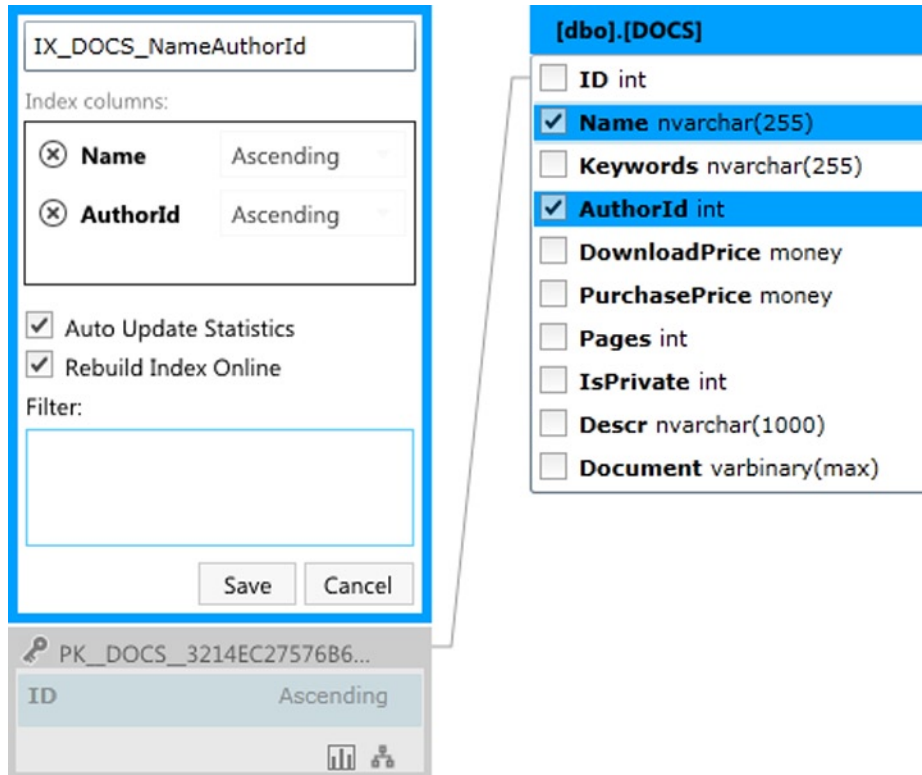 IX_DOCS_NameAuthorId
Index columns:
Name Ascending
AuthorId Ascending
Auto Update Statistics
Rebuild Index Online
Filter:
Save Cancel
PK__DOCS__3214EC27576B6...
ID Ascending
[dbo].[DOCS]
ID int
Name nvarchar(255)
Keywords nvarchar(255)
AuthorId int
DownloadPrice money
PurchasePrice money
Pages int
IsPrivate int
Descr nvarchar(1000)
Document varbinary(max)